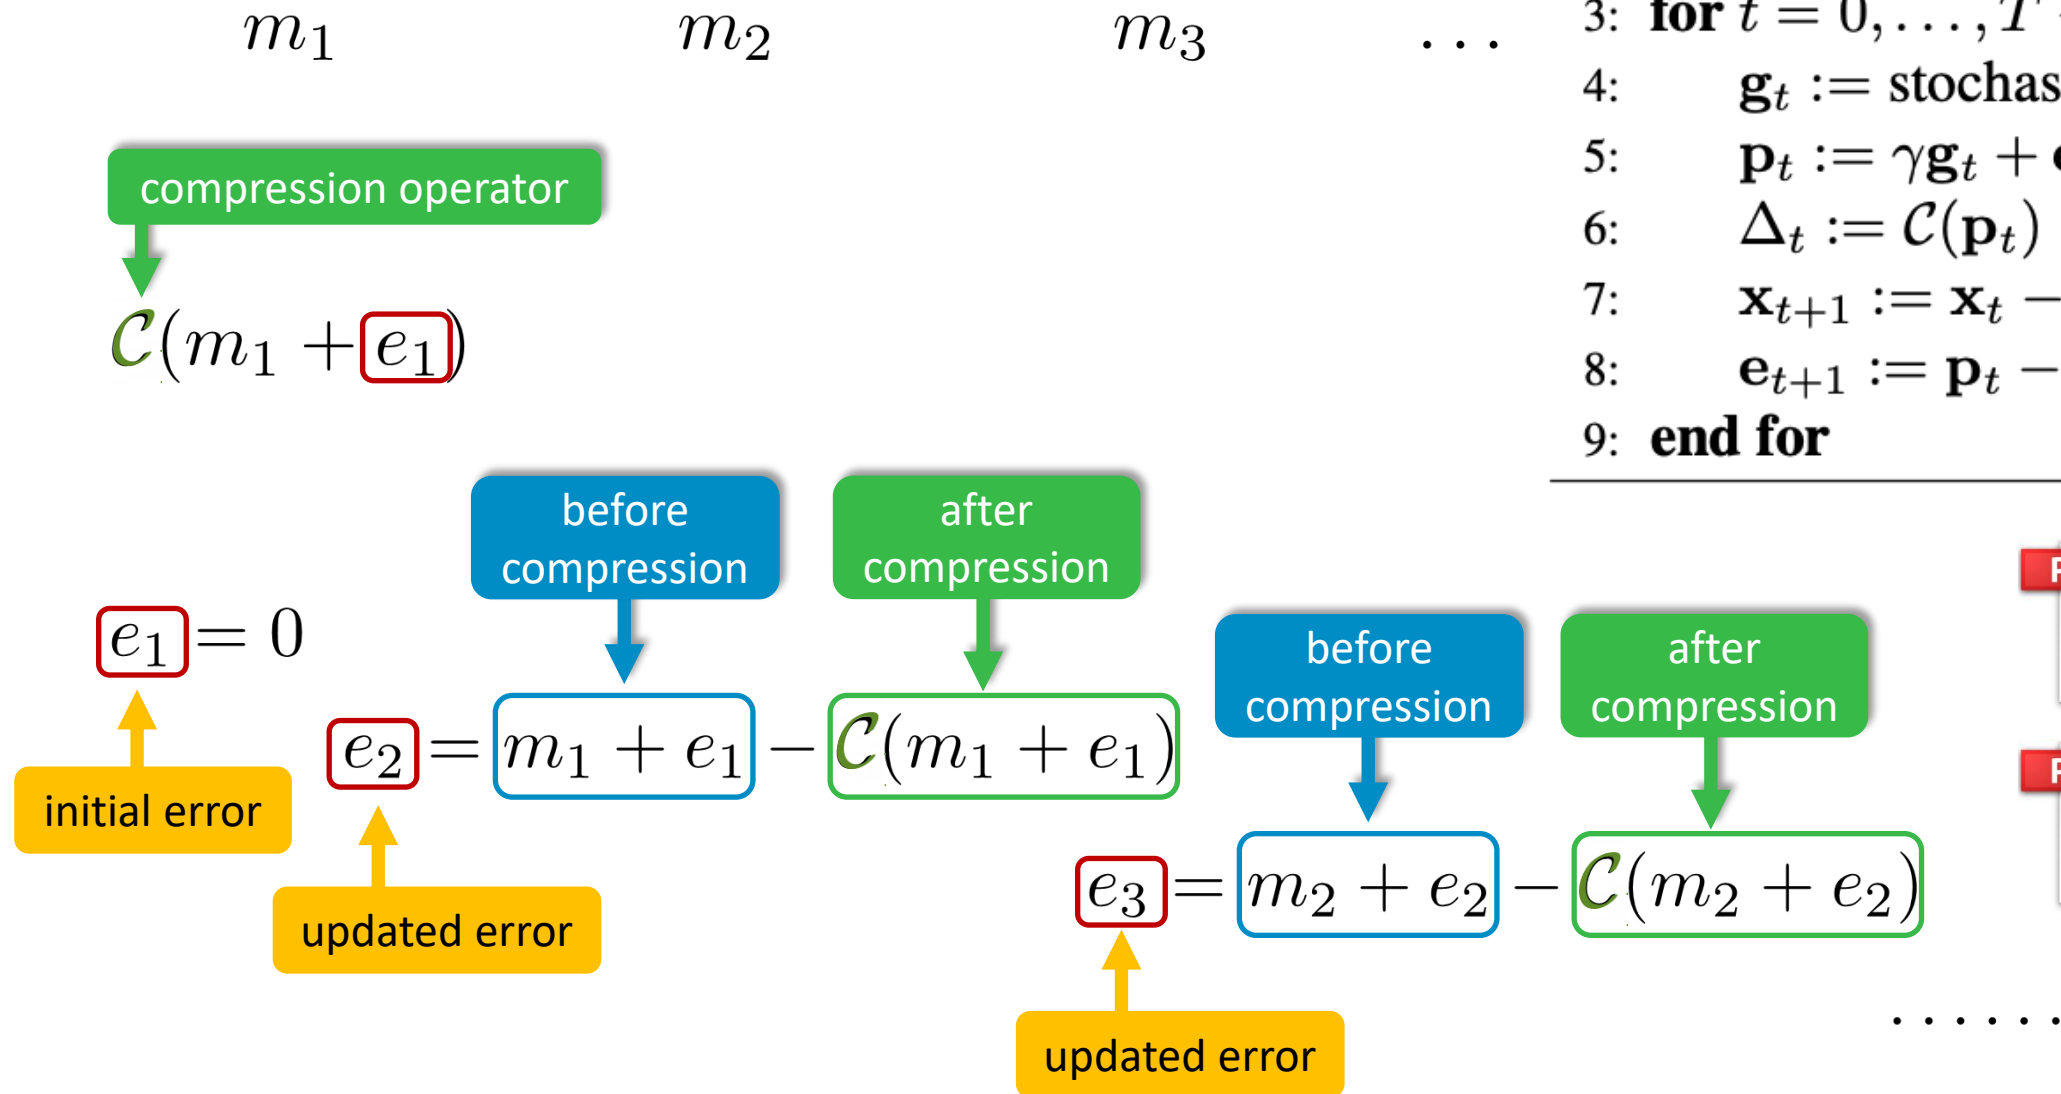 m₁ m₂ m₃ ...
compression operator
𝒞(m₁ + e₁)
before compression
after compression
e₁ = 0
initial error
e₂ = m₁ + e₁ − 𝒞(m₁ + e₁)
updated error
before compression
after compression
e₃ = m₂ + e₂ − 𝒞(m₂ + e₂)
updated error
......
3: for t = 0, . . . , T
4: gₜ := stochas
5: pₜ := γgₜ +
6: Δₜ := 𝒞(pₜ)
7: xₜ₊₁ := xₜ −
8: eₜ₊₁ := pₜ −
9: end for